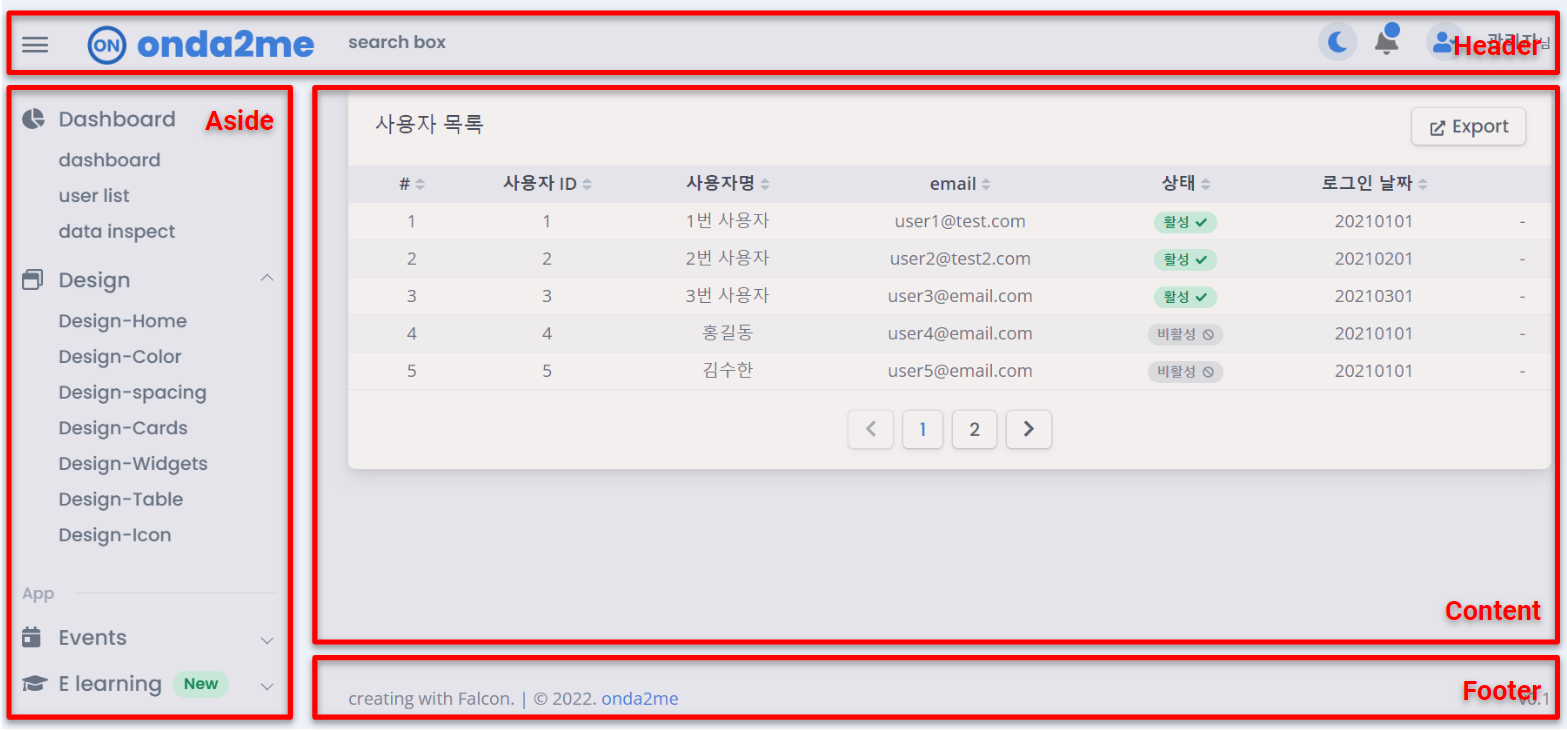 ON onda2me search box 관리자님 Header
Aside
Dashboard
dashboard
user list
data inspect
Design
Design-Home
Design-Color
Design-spacing
Design-Cards
Design-Widgets
Design-Table
Design-Icon
App
Events
E learning New
사용자 목록 Export
# 사용자 ID 사용자명 email 상태 로그인 날짜
1 1 1번 사용자 user1@test.com 활성 20210101 -
2 2 2번 사용자 user2@test2.com 활성 20210201 -
3 3 3번 사용자 user3@email.com 활성 20210301 -
4 4 홍길동 user4@email.com 비활성 20210101 -
5 5 김수한 user5@email.com 비활성 20210101 -
1 2
Content
creating with Falcon. | © 2022. onda2me
Footer